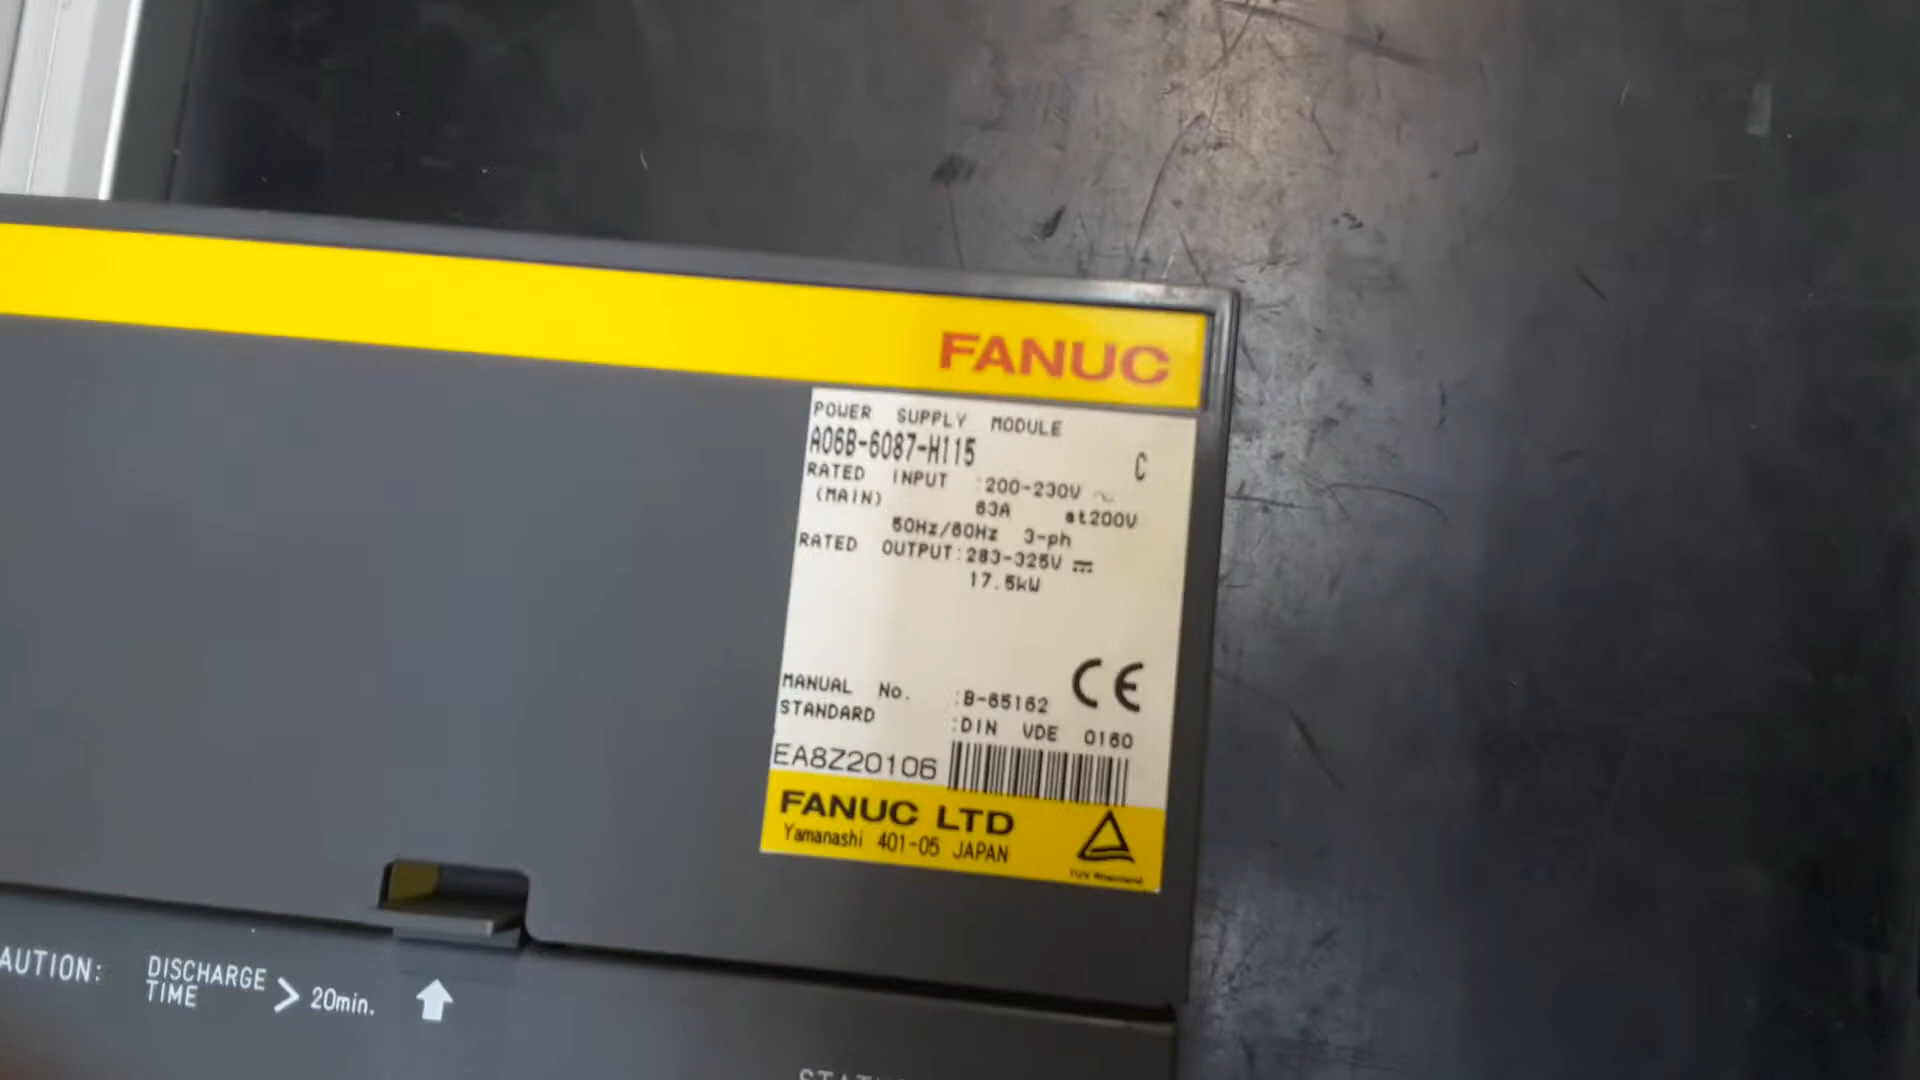 FANUC
POWER SUPPLY MODULE
A06B-6087-H115 C
RATED INPUT :200-230V ~
(MAIN) 63A at200V
50Hz/60Hz 3-ph
RATED OUTPUT:283-325V ⎓
17.5kW
MANUAL No. :B-65162
STANDARD :DIN VDE 0160
CE
EA8Z20106
FANUC LTD
Yamanashi 401-05 JAPAN
TUV Rheinland
AUTION: DISCHARGE TIME > 20min.